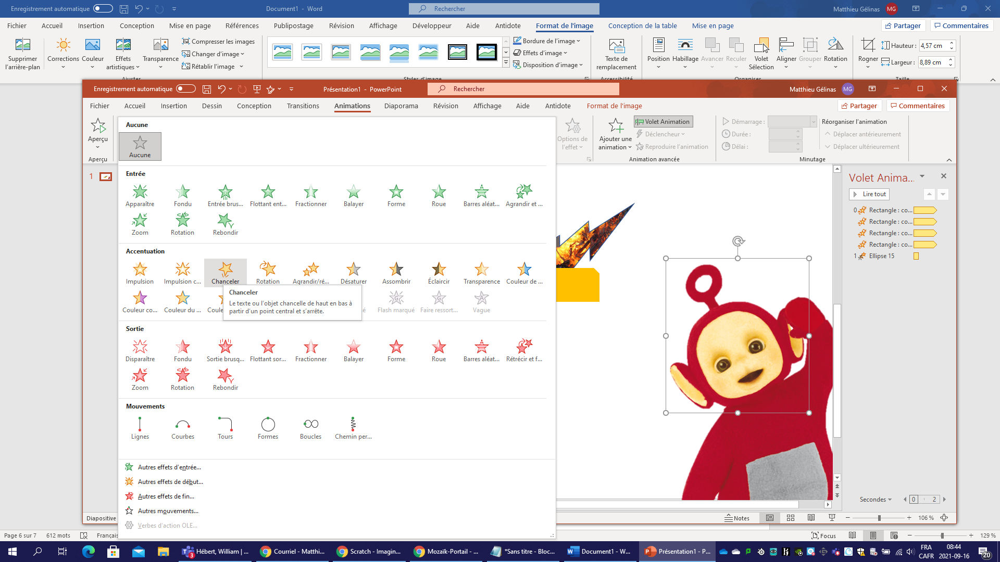 Enregistrement automatique
Document1 - Word
Rechercher
Matthieu Gélinas MG
Fichier Accueil Insertion Conception Mise en page Références Publipostage Révision Affichage Développeur Aide Antidote Format de l'image Conception de la table Mise en page Partager Commentaires
Supprimer l'arrière-plan
Corrections
Couleur
Effets artistiques
Transparence
Compresser les images
Changer d'image
Rétablir l'image
Bordure de l'image
Effets d'image
Disposition d'image
Texte de remplacement
Position
Habillage
Avancer
Reculer
Volet Sélection
Aligner
Grouper
Rotation
Rogner
Hauteur : 4,57 cm
Largeur : 8,89 cm
Ajuster Styles d'image Accessibilité Organiser Taille
Enregistrement automatique
Présentation1 - PowerPoint
Rechercher
Matthieu Gélinas MG
Fichier Accueil Insertion Dessin Conception Transitions Animations Diaporama Révision Affichage Aide Antidote Format de l'image Partager Commentaires
Aperçu
Aperçu
Options de l'effet
Ajouter une animation
Volet Animation
Déclencheur
Reproduire l'animation
Animation avancée
Démarrage :
Durée :
Délai :
Réorganiser l'animation
Déplacer antérieurement
Déplacer ultérieurement
Minutage
Aucune
Aucune
Entrée
Apparaître Fondu Entrée brus... Flottant ent... Fractionner Balayer Forme Roue Barres aléat... Agrandir et ...
Zoom Rotation Rebondir
Accentuation
Impulsion Impulsion c... Chanceler Rotation Agrandir/ré... Désaturer Assombrir Éclaircir Transparence Couleur de ...
Couleur co... Couleur du ... Flash marqué Faire ressort... Vague
Chanceler
Le texte ou l'objet chancelle de haut en bas à
partir d'un point central et s'arrête.
Sortie
Disparaître Fondu Sortie brusq... Flottant sor... Fractionner Balayer Forme Roue Barres aléat... Rétrécir et f...
Zoom Rotation Rebondir
Mouvements
Lignes Courbes Tours Formes Boucles Chemin per...
Autres effets d'entrée...
Autres effets de début...
Autres effets de fin...
Autres mouvements...
Verbes d'action OLE...
1
Volet Anima...
Lire tout
0 Rectangle : co...
Rectangle : co...
Rectangle : co...
Rectangle : co...
1 Ellipse 15
Secondes 0 2
Diapositive
Notes
106 %
Page 6 sur 7 612 mots Français
Focus
129 %
Hébert, William | ...
3
Courriel - Matthi...
Scratch - Imagin...
Mozaïk-Portail - ...
*Sans titre - Bloc...
Document1 - W...
Présentation1 - P...
FRA
CAFR
08:44
2021-09-16
20